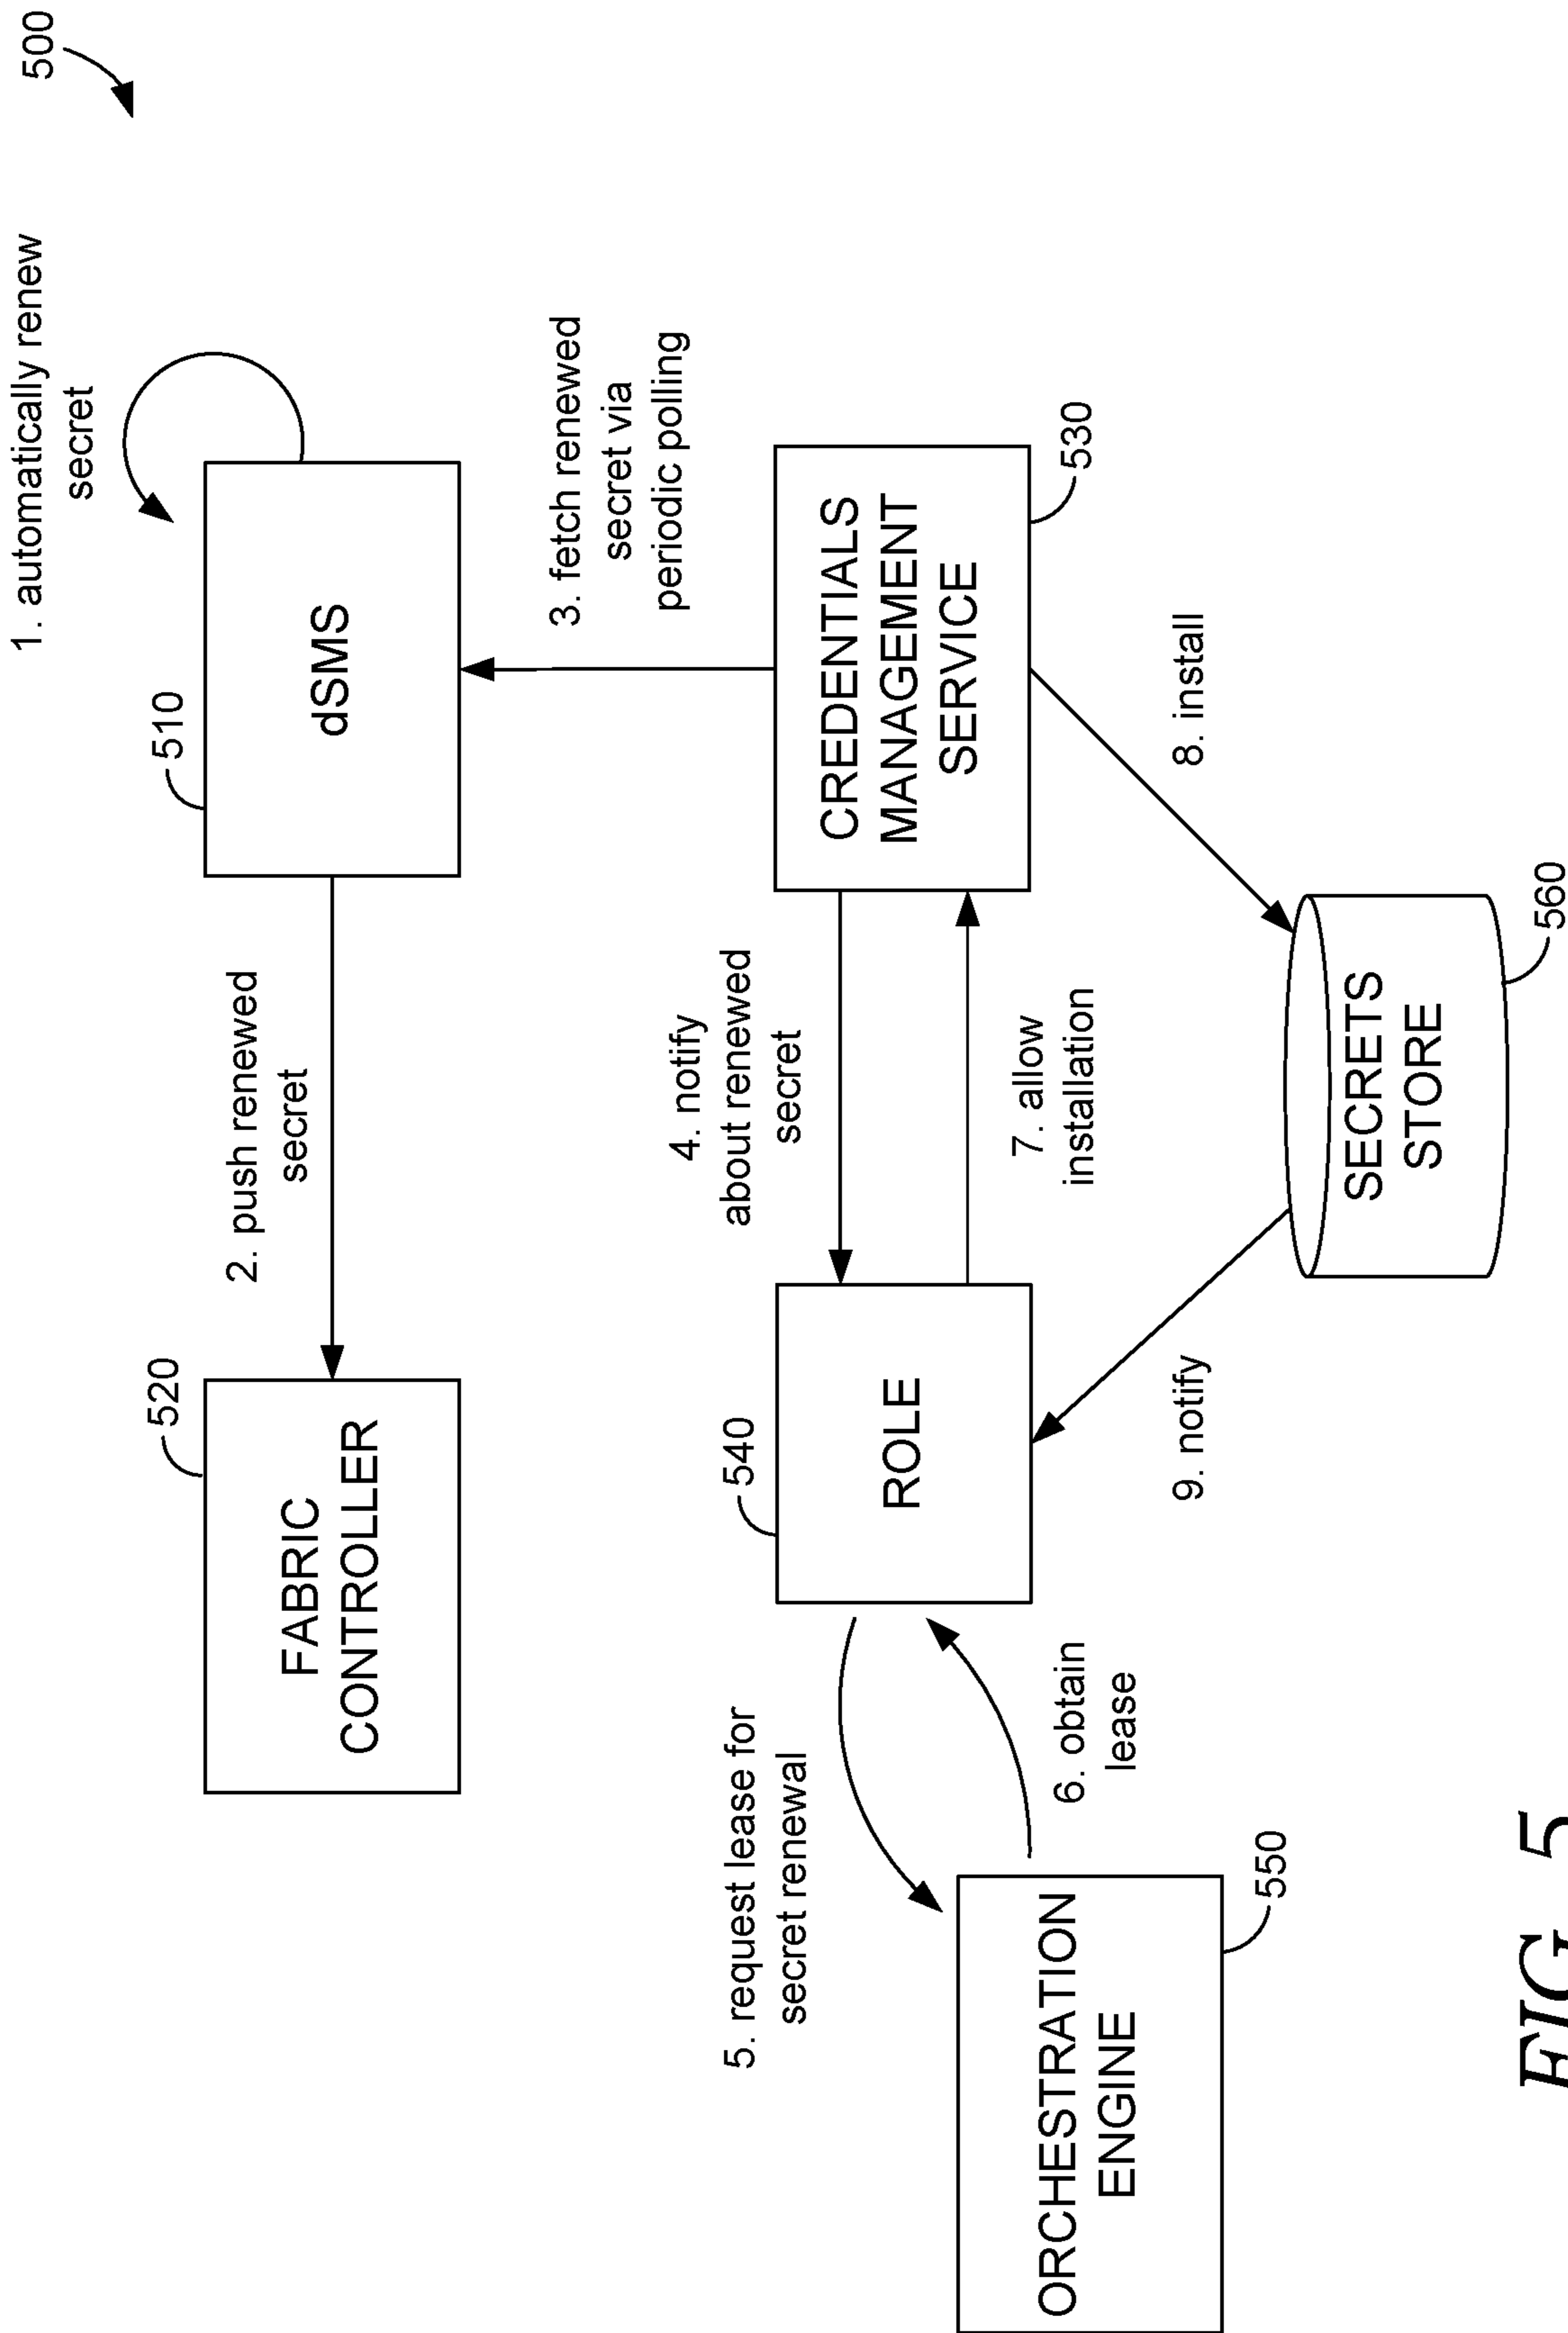 500
1. automatically renew
secret
510
dSMS
2. push renewed
secret
520
FABRIC
CONTROLLER
3. fetch renewed
secret via
periodic polling
CREDENTIALS
MANAGEMENT
SERVICE
530
4. notify
about renewed
secret
540
ROLE
5. request lease for
secret renewal
6. obtain
lease
ORCHESTRATION
ENGINE
550
7. allow
installation
8. install
SECRETS
STORE
560
9. notify
FIG. 5